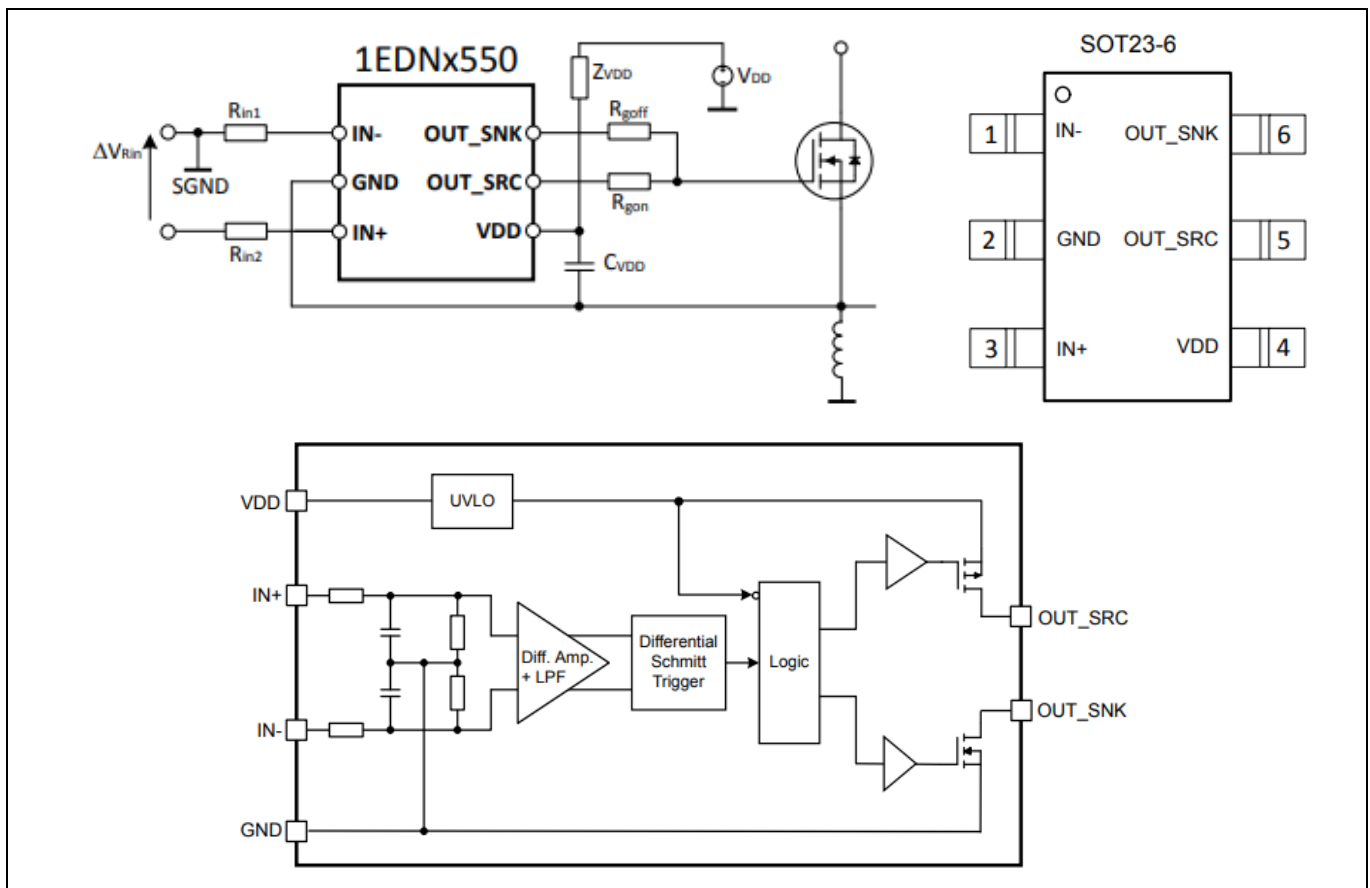 1EDNx550
SOT23-6
ZVDD
VDD
Rin1
IN-
OUT_SNK
Rgoff
ΔVRin
SGND
GND
OUT_SRC
Rgon
Rin2
IN+
VDD
CVDD
1
IN-
OUT_SNK
6
2
GND
OUT_SRC
5
3
IN+
VDD
4
VDD
UVLO
IN+
OUT_SRC
Diff. Amp.
+ LPF
Differential
Schmitt
Trigger
Logic
IN-
OUT_SNK
GND